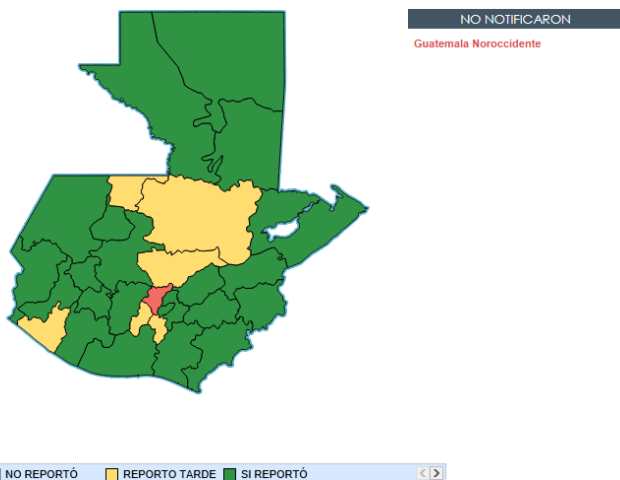 NO NOTIFICARON
Guatemala Noroccidente
NO REPORTÓ REPORTO TARDE SI REPORTÓ